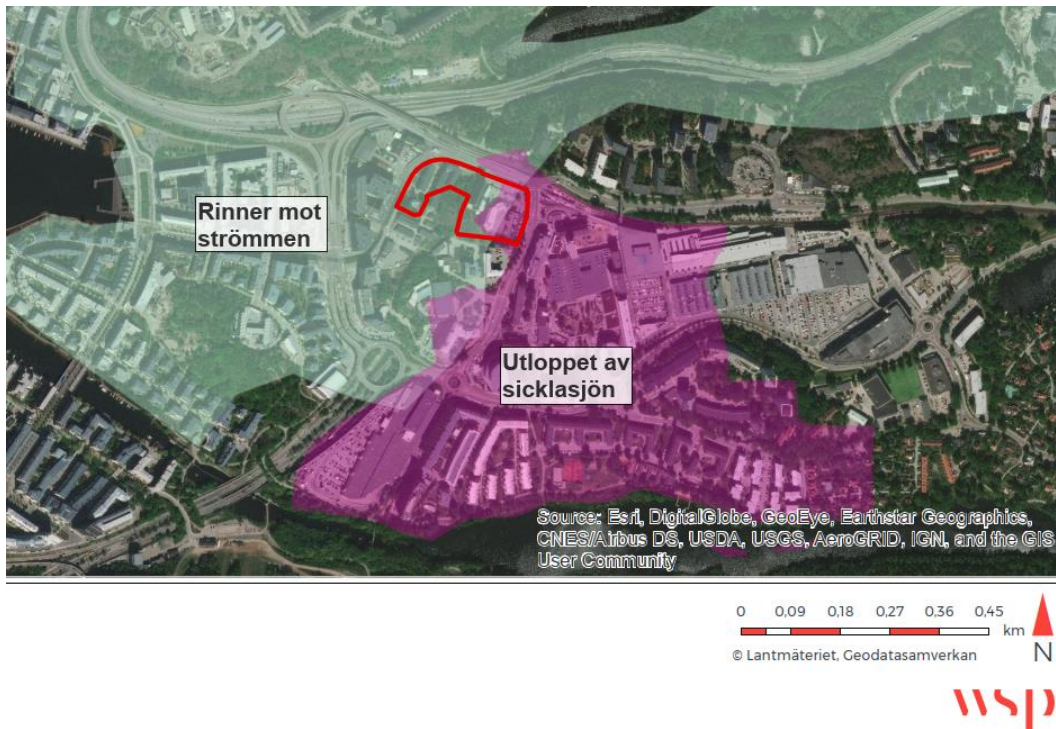 Rinner mot
strömmen
Utloppet av
sicklasjön
Source: Esri, DigitalGlobe, GeoEye, Earthstar Geographics,
CNES/Airbus DS, USDA, USGS, AeroGRID, IGN, and the GIS
User Community
0 0,09 0,18 0,27 0,36 0,45
km
© Lantmäteriet, Geodatasamverkan
N
wsp